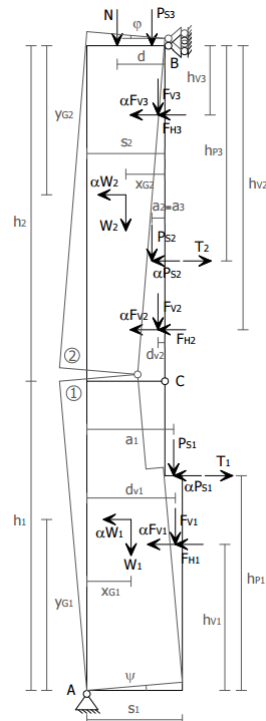 N
PS3
φ
d
B
FV3
hV3
αFV3
FH3
yG2
s2
hP3
xG2
hV2
αW2
a2=a3
W2
PS2
T2
αPS2
h2
FV2
αFV2
FH2
dv2
②
①
C
a1
PS1
T1
αPS1
dv1
FV1
αW1
αFV1
FH1
h1
W1
hP1
xG1
yG1
hV1
A
ψ
s1